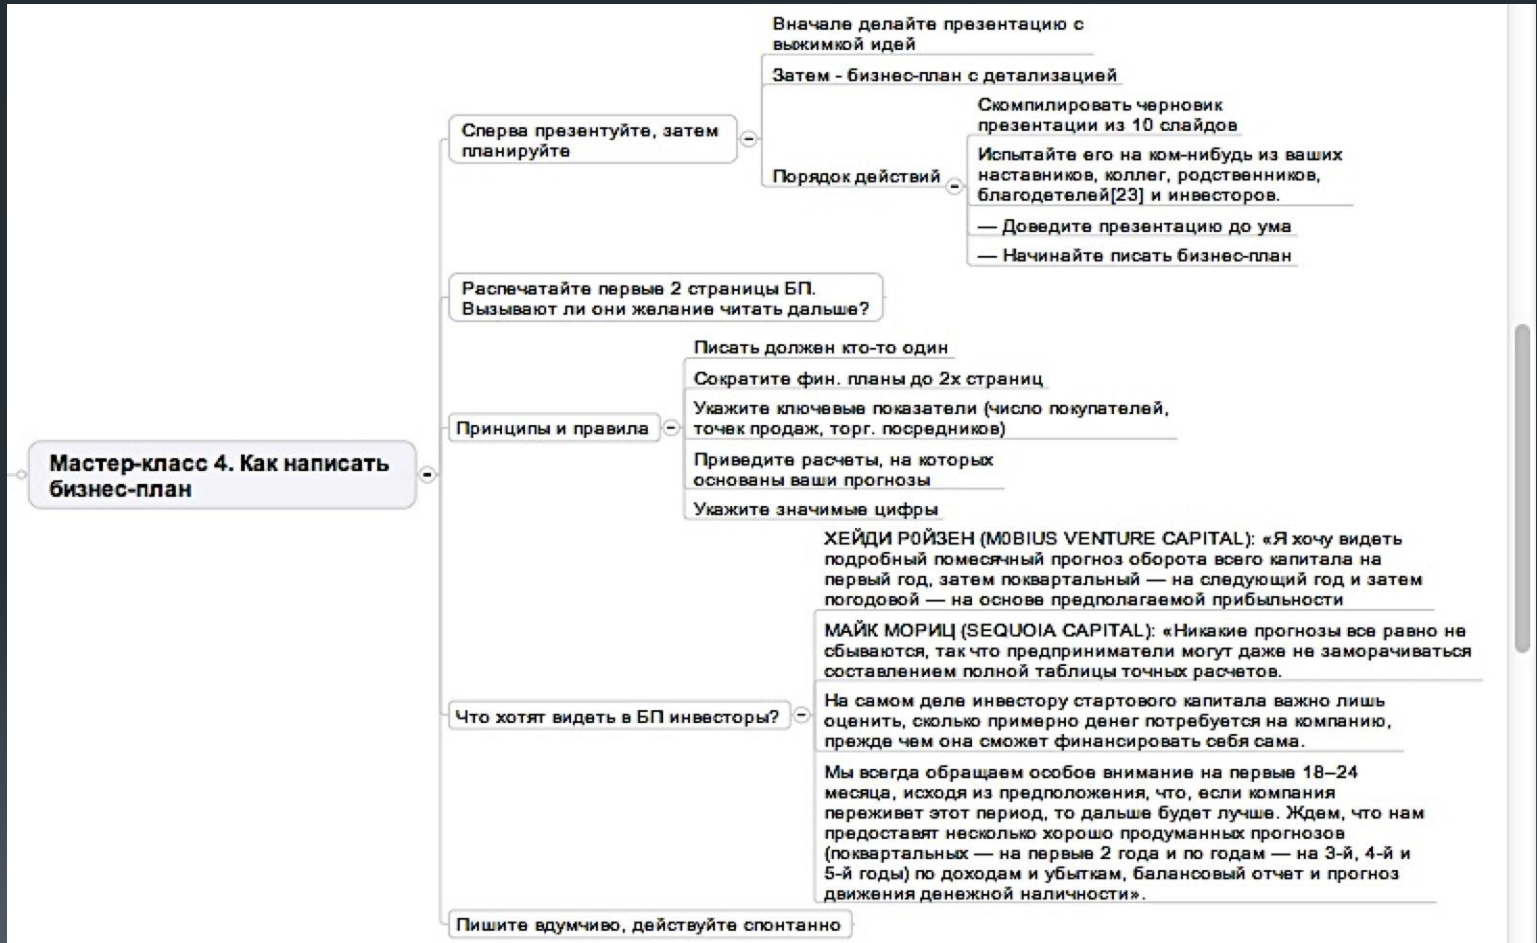 Мастер-класс 4. Как написать
бизнес-план
Сперва презентуйте, затем
планируйте
Вначале делайте презентацию с
выжимкой идей
Затем - бизнес-план с детализацией
Порядок действий
Скомпилировать черновик
презентации из 10 слайдов
Испытайте его на ком-нибудь из ваших
наставников, коллег, родственников,
благодетелей[23] и инвесторов.
— Доведите презентацию до ума
— Начинайте писать бизнес-план
Распечатайте первые 2 страницы БП.
Вызывают ли они желание читать дальше?
Принципы и правила
Писать должен кто-то один
Сократите фин. планы до 2х страниц
Укажите ключевые показатели (число покупателей,
точек продаж, торг. посредников)
Приведите расчеты, на которых
основаны ваши прогнозы
Укажите значимые цифры
Что хотят видеть в БП инвесторы?
ХЕЙДИ Р0ЙЗЕН (M0BIUS VENTURE CAPITAL): «Я хочу видеть
подробный помесячный прогноз оборота всего капитала на
первый год, затем поквартальный — на следующий год и затем
погодовой — на основе предполагаемой прибыльности
МАЙК МОРИЦ (SEQUOIA CAPITAL): «Никакие прогнозы все равно не
сбываются, так что предприниматели могут даже не заморачиваться
составлением полной таблицы точных расчетов.
На самом деле инвестору стартового капитала важно лишь
оценить, сколько примерно денег потребуется на компанию,
прежде чем она сможет финансировать себя сама.
Мы всегда обращаем особое внимание на первые 18–24
месяца, исходя из предположения, что, если компания
переживет этот период, то дальше будет лучше. Ждем, что нам
предоставят несколько хорошо продуманных прогнозов
(поквартальных — на первые 2 года и по годам — на 3-й, 4-й и
5-й годы) по доходам и убыткам, балансовый отчет и прогноз
движения денежной наличности».
Пишите вдумчиво, действуйте спонтанно